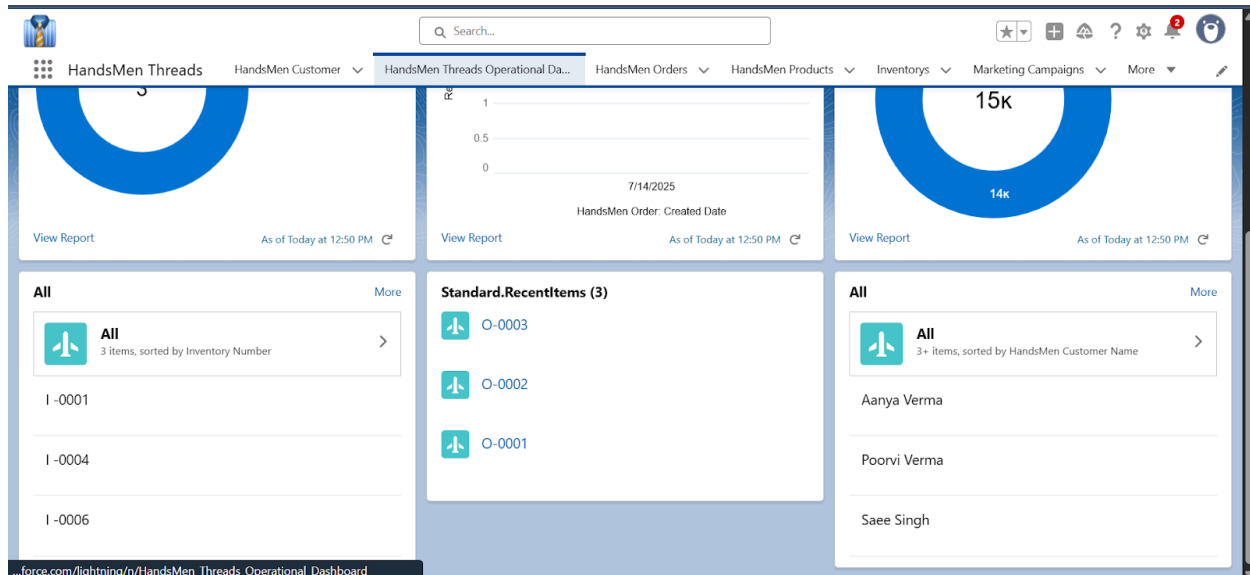 Search...
2
HandsMen Threads
HandsMen Customer
HandsMen Threads Operational Da...
HandsMen Orders
HandsMen Products
Inventorys
Marketing Campaigns
More
1
0.5
0
7/14/2025
HandsMen Order: Created Date
View Report
As of Today at 12:50 PM
View Report
As of Today at 12:50 PM
15K
14K
View Report
As of Today at 12:50 PM
All
More
All
3 items, sorted by Inventory Number
I -0001
I -0004
I -0006
Standard.RecentItems (3)
O-0003
O-0002
O-0001
All
More
All
3+ items, sorted by HandsMen Customer Name
Aanya Verma
Poorvi Verma
Saee Singh
...force.com/lightning/n/HandsMen_Threads_Operational_Dashboard